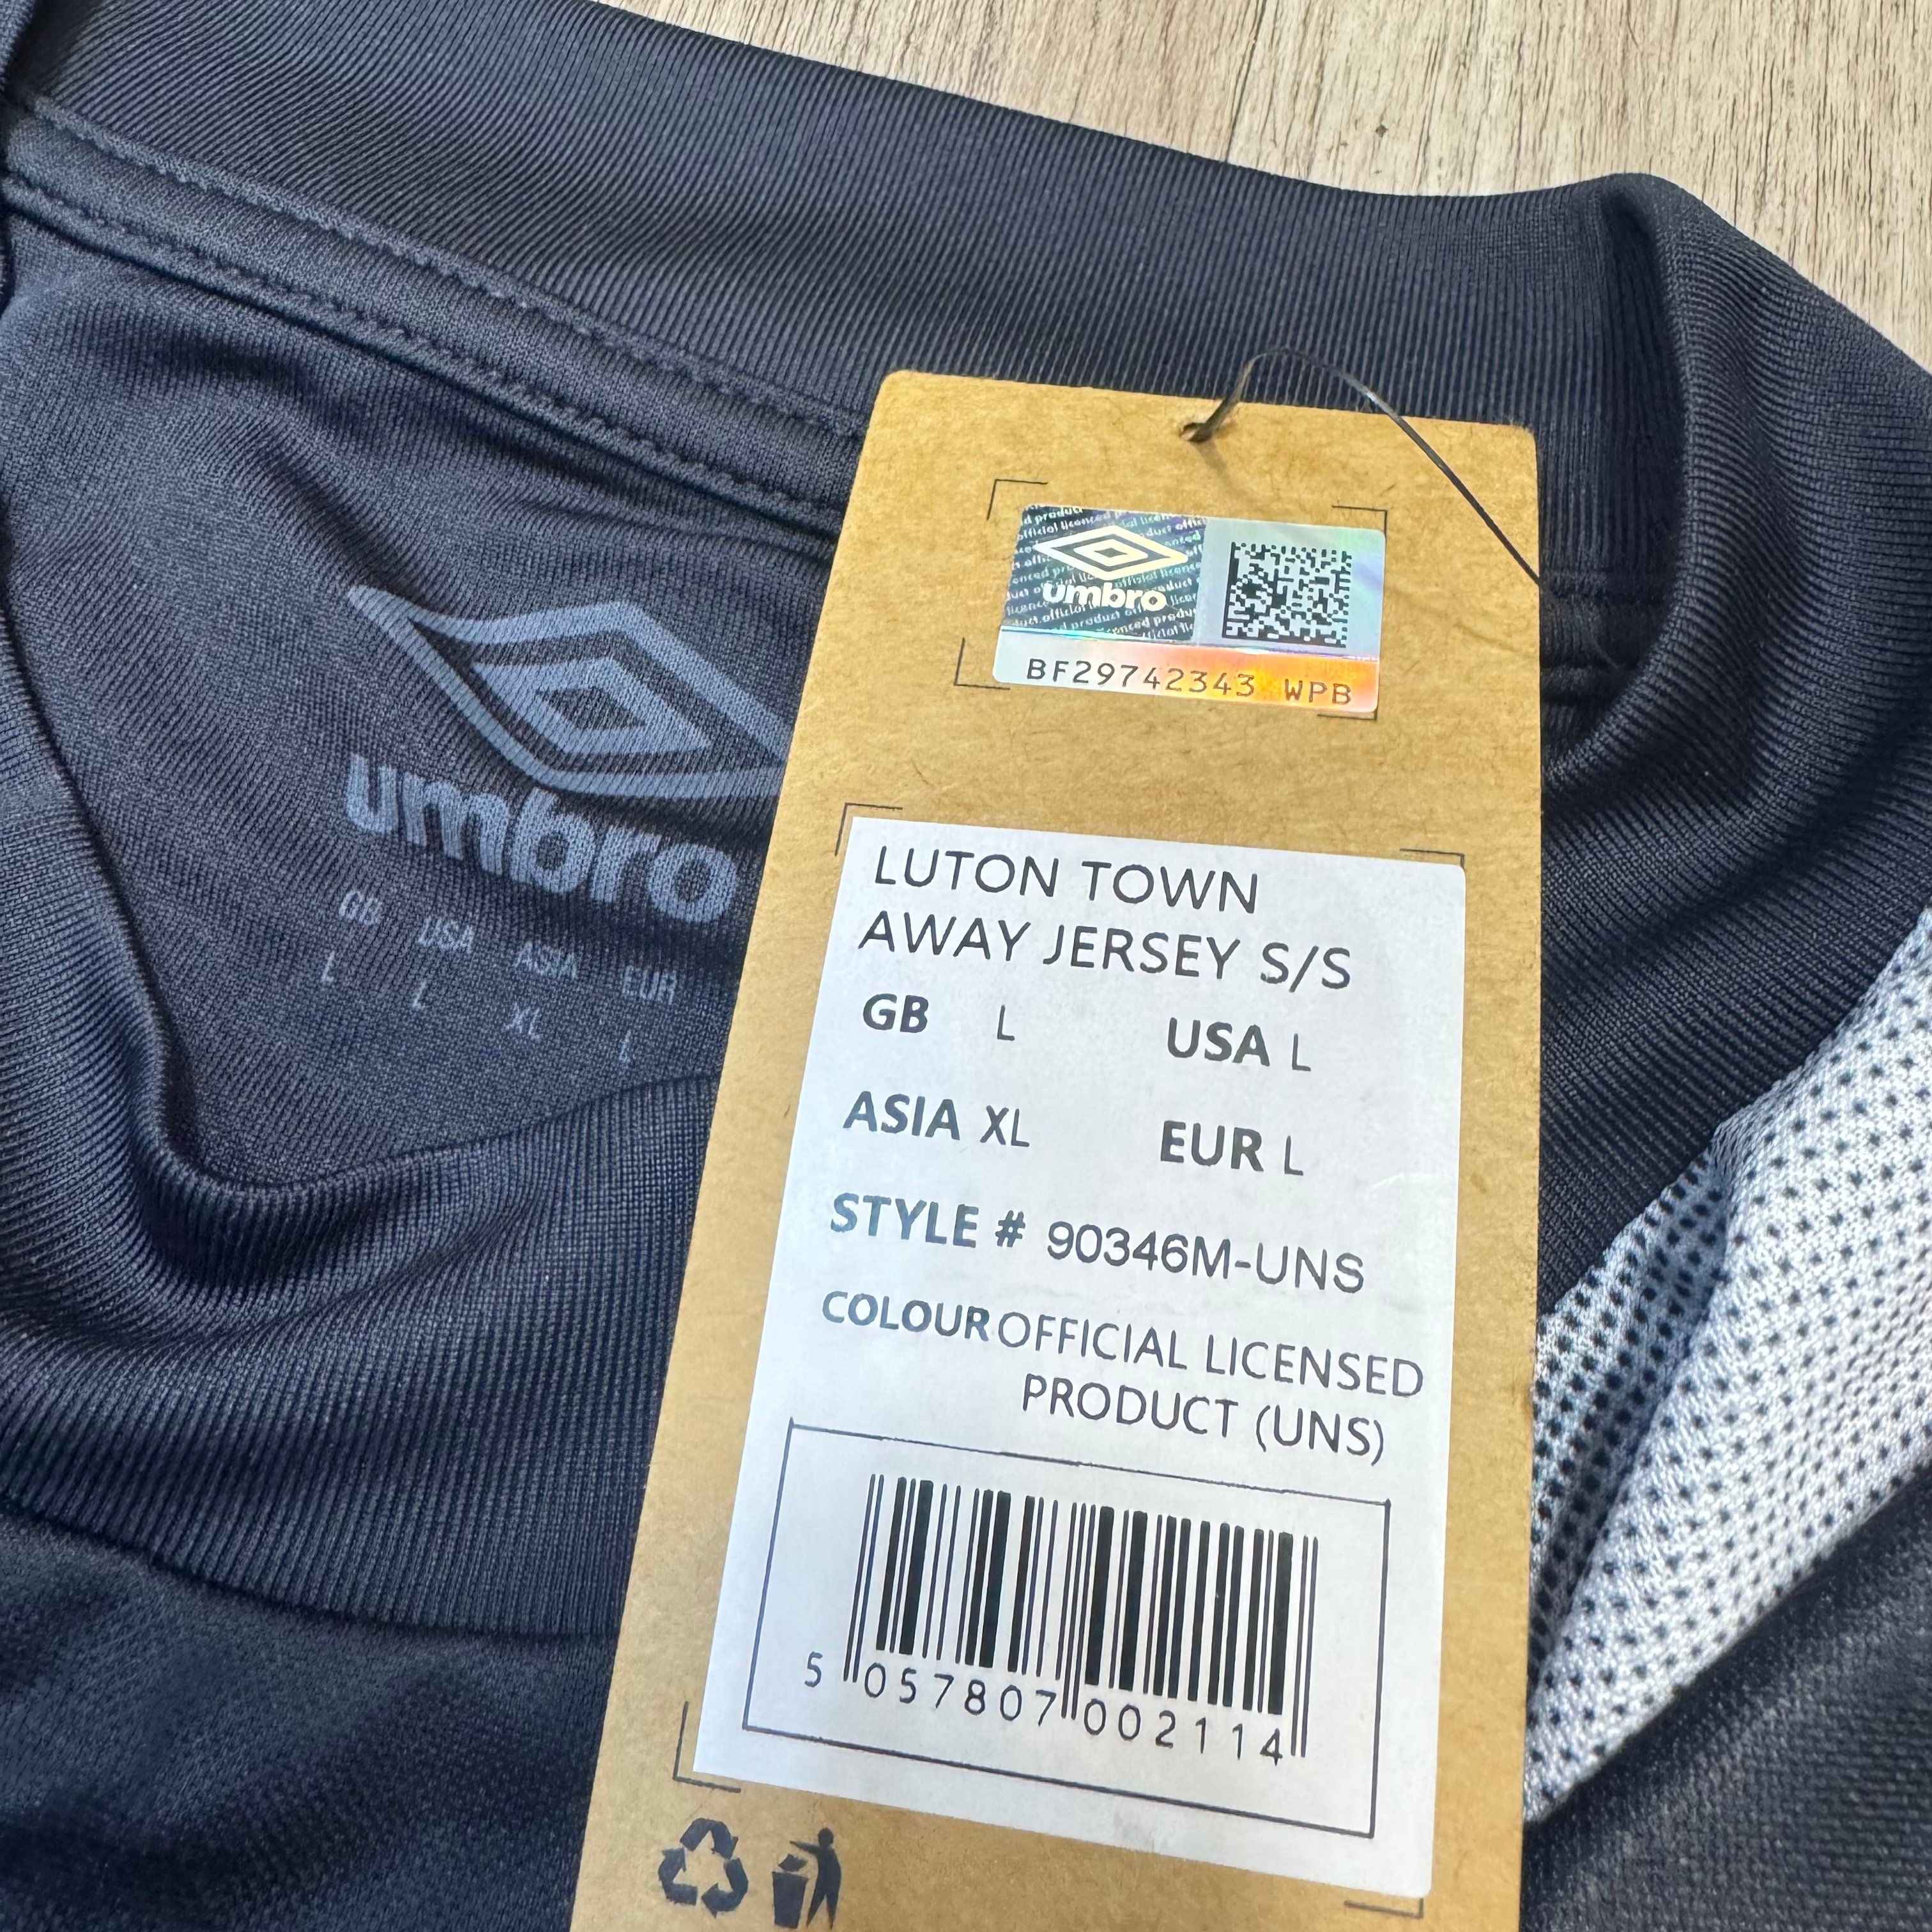 umbro
GB USA ASIA EUR
L L XL L
umbro
BF29742343 WPB
LUTON TOWN
AWAY JERSEY S/S
GB L USA L
ASIA XL EUR L
STYLE # 90346M-UNS
COLOUR OFFICIAL LICENSED
PRODUCT (UNS)
5 057807 002114